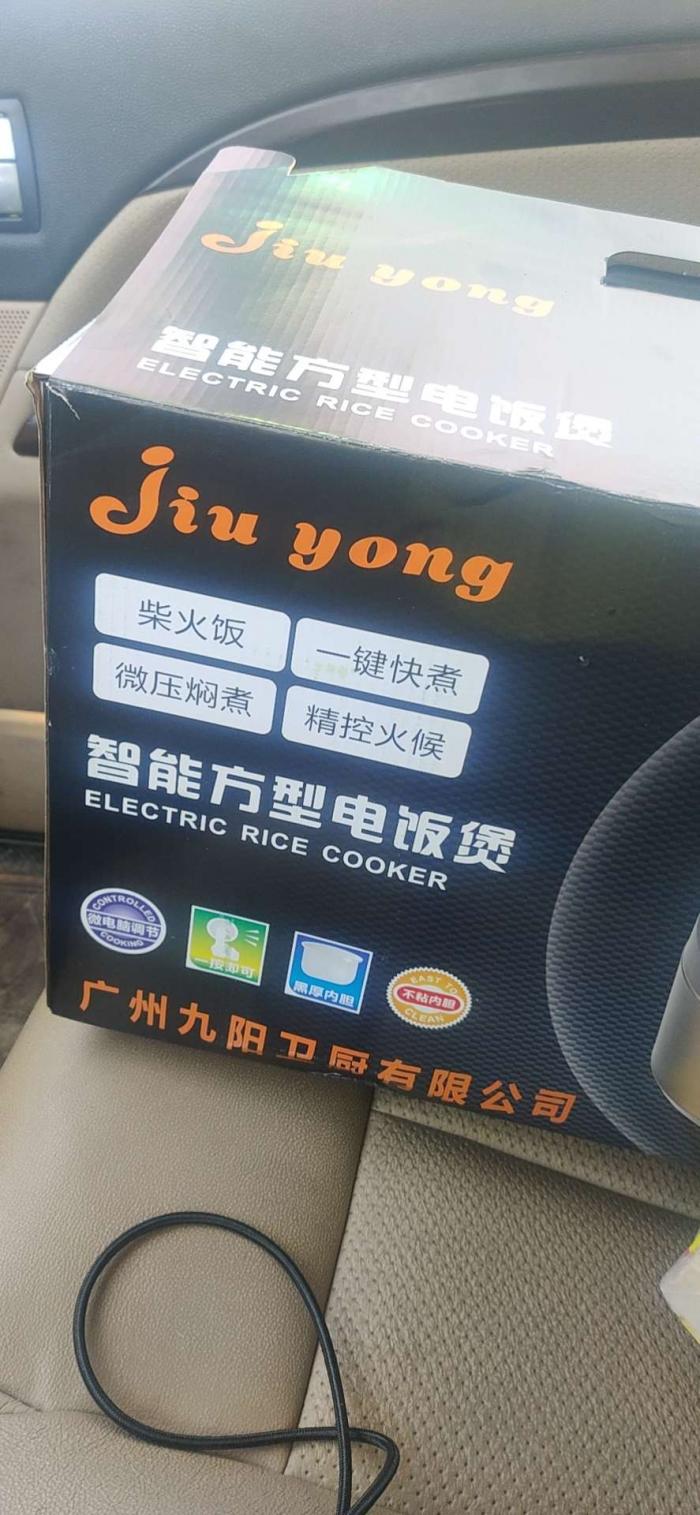 Jiu yong
智能方型电饭煲
ELECTRIC RICE COOKER
Jiu yong
柴火饭
一键快煮
微压焖煮
精控火候
智能方型电饭煲
ELECTRIC RICE COOKER
CONTROLLED
微电脑调节
COOKING
一按即可
黑厚内胆
EASY TO
不粘内胆
CLEAN
广州九阳卫厨有限公司